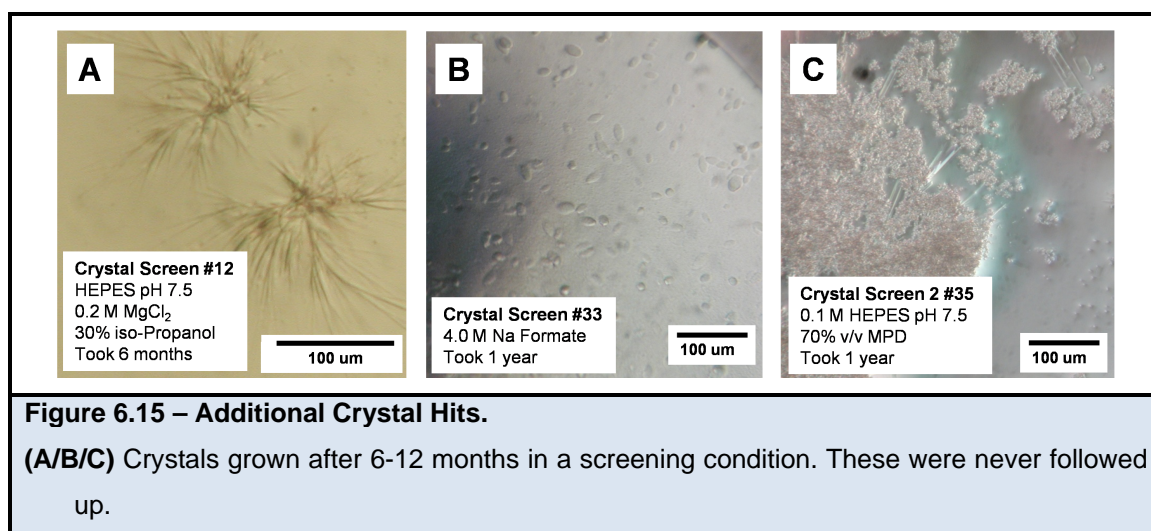 A
Crystal Screen #12
HEPES pH 7.5
0.2 M MgCl₂
30% iso-Propanol
Took 6 months
100 um
B
Crystal Screen #33
4.0 M Na Formate
Took 1 year
100 um
C
Crystal Screen 2 #35
0.1 M HEPES pH 7.5
70% v/v MPD
Took 1 year
100 um
Figure 6.15 – Additional Crystal Hits.
(A/B/C) Crystals grown after 6-12 months in a screening condition. These were never followed
up.